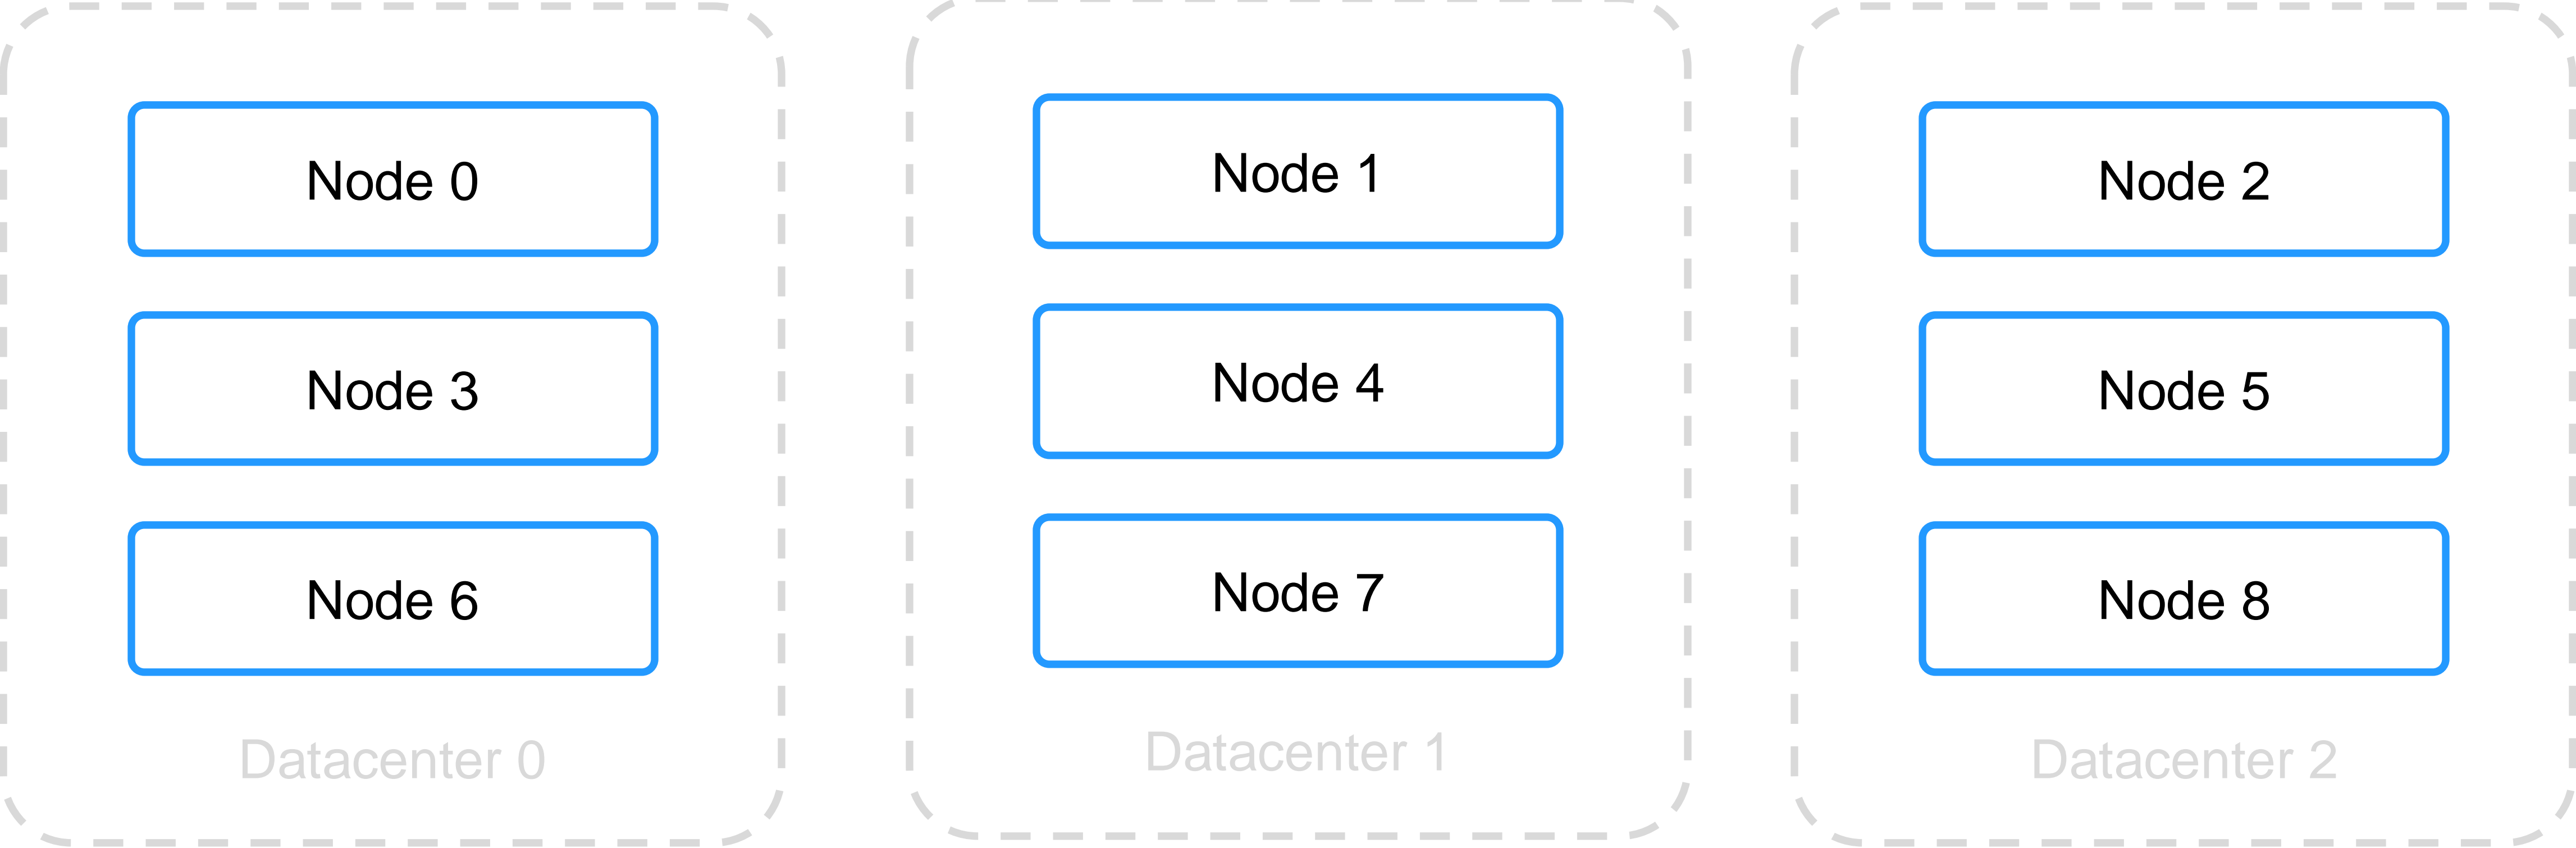 Node 0
Node 3
Node 6
Datacenter 0
Node 1
Node 4
Node 7
Datacenter 1
Node 2
Node 5
Node 8
Datacenter 2